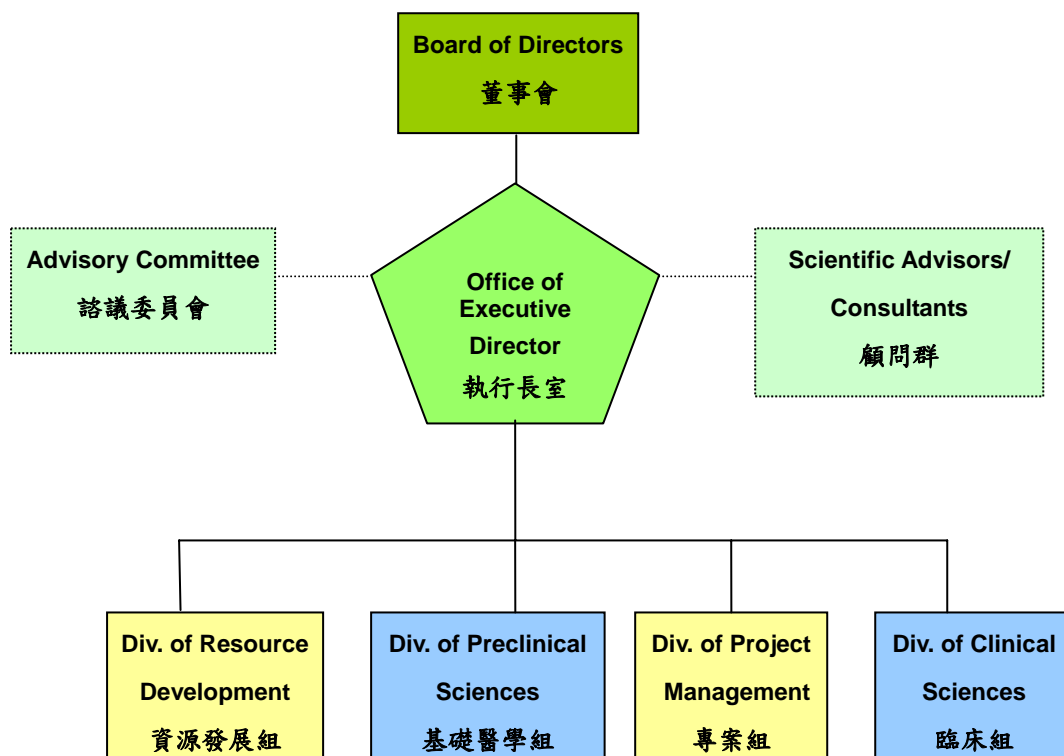 Board of Directors
董事會
Advisory Committee
諮議委員會
Office of
Executive
Director
執行長室
Scientific Advisors/
Consultants
顧問群
Div. of Resource
Development
資源發展組
Div. of Preclinical
Sciences
基礎醫學組
Div. of Project
Management
專案組
Div. of Clinical
Sciences
臨床組